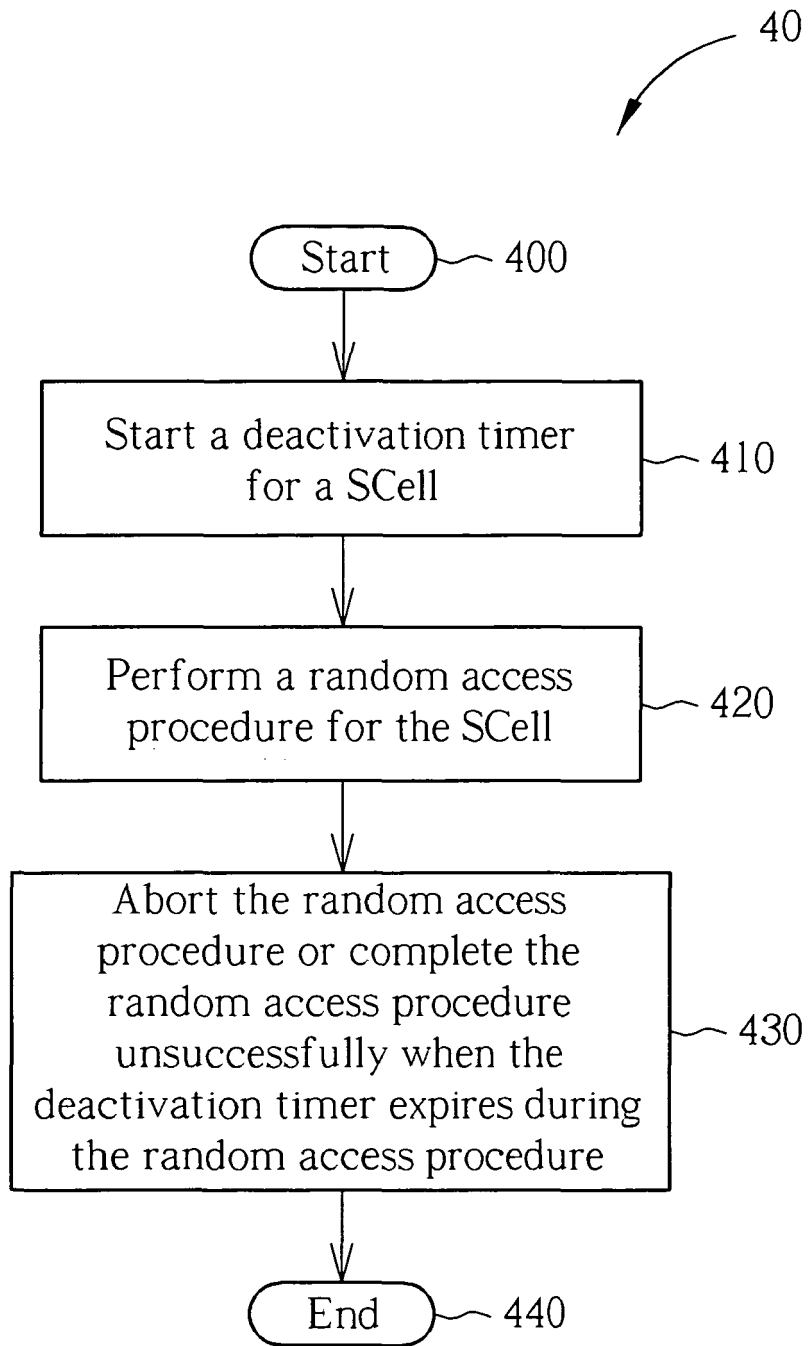 40
Start
400
Start a deactivation timer
for a SCell
410
Perform a random access
procedure for the SCell
420
Abort the random access
procedure or complete the
random access procedure
unsuccessfully when the
deactivation timer expires during
the random access procedure
430
End
440